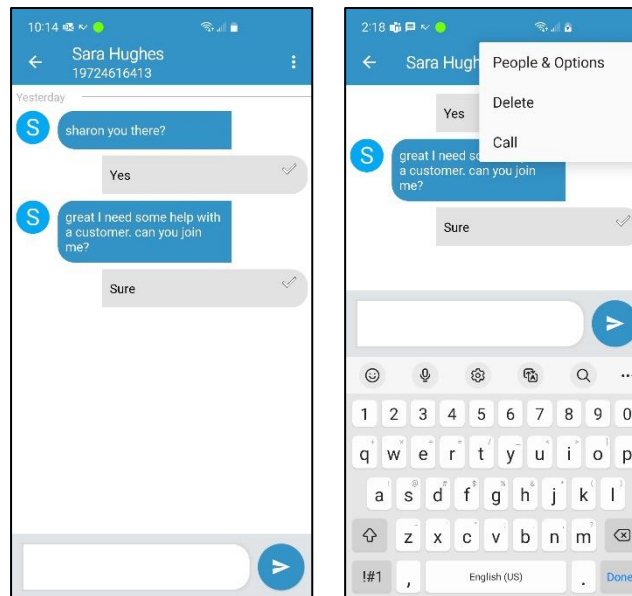 10:14
Sara Hughes
19724616413
Yesterday
S
sharon you there?
Yes
S
great I need some help with
a customer. can you join
me?
Sure
2:18
Sara Hugh
People & Options
Delete
Call
Yes
S
great I need so
a customer. can you join
me?
Sure
1 2 3 4 5 6 7 8 9 0
q w e r t y u i o p
a s d f g h j k l
z x c v b n m
!#1 , English (US) . Done